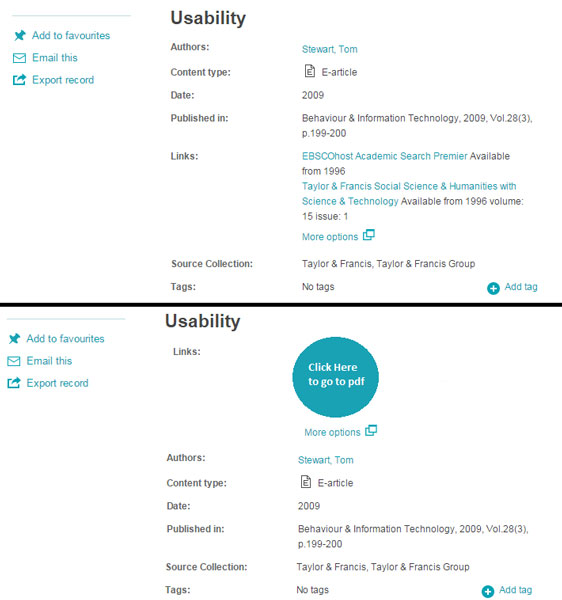 Usability
Add to favourites
Email this
Export record
Authors: Stewart, Tom
Content type: E-article
Date: 2009
Published in: Behaviour & Information Technology, 2009, Vol.28(3),
p.199-200
Links: EBSCOhost Academic Search Premier Available
from 1996
Taylor & Francis Social Science & Humanities with
Science & Technology Available from 1996 volume:
15 issue: 1
More options
Source Collection: Taylor & Francis, Taylor & Francis Group
Tags: No tags Add tag
Usability
Add to favourites
Email this
Export record
Links:
Click Here
to go to pdf
More options
Authors: Stewart, Tom
Content type: E-article
Date: 2009
Published in: Behaviour & Information Technology, 2009, Vol.28(3),
p.199-200
Source Collection: Taylor & Francis, Taylor & Francis Group
Tags: No tags Add tag